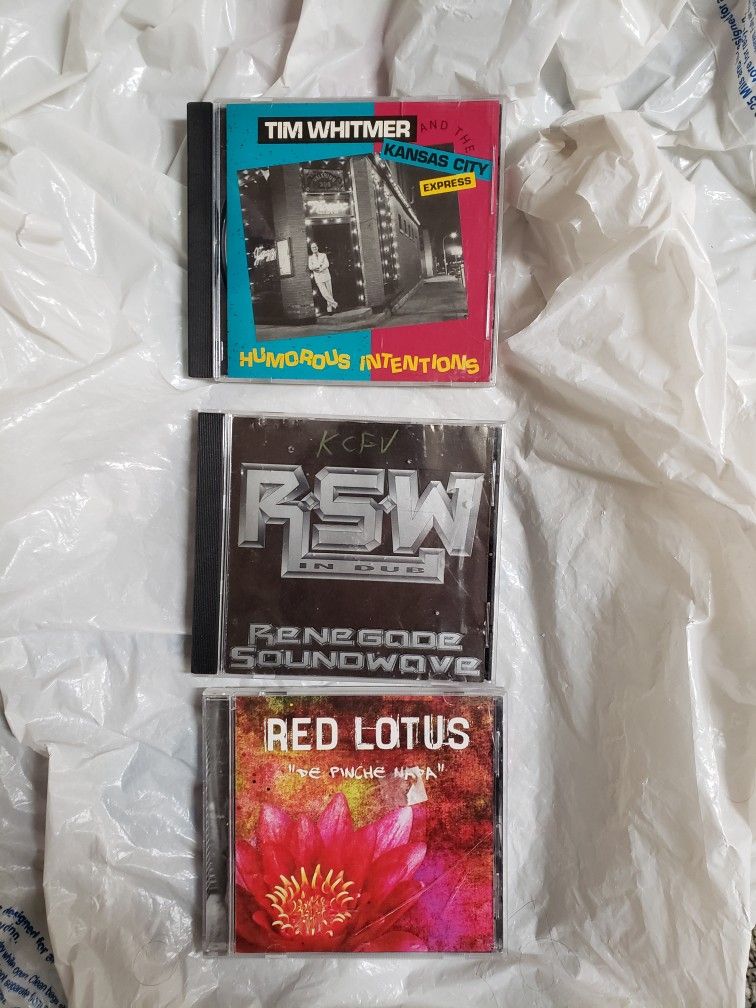 TIM WHITMER
AND THE
KANSAS CITY
EXPRESS
HUMOROUS INTENTIONS
KCFV
R·S·W
IN DUB
RENEGADE
SOUNDWAVE
RED LOTUS
"DE PINCHE NADA"